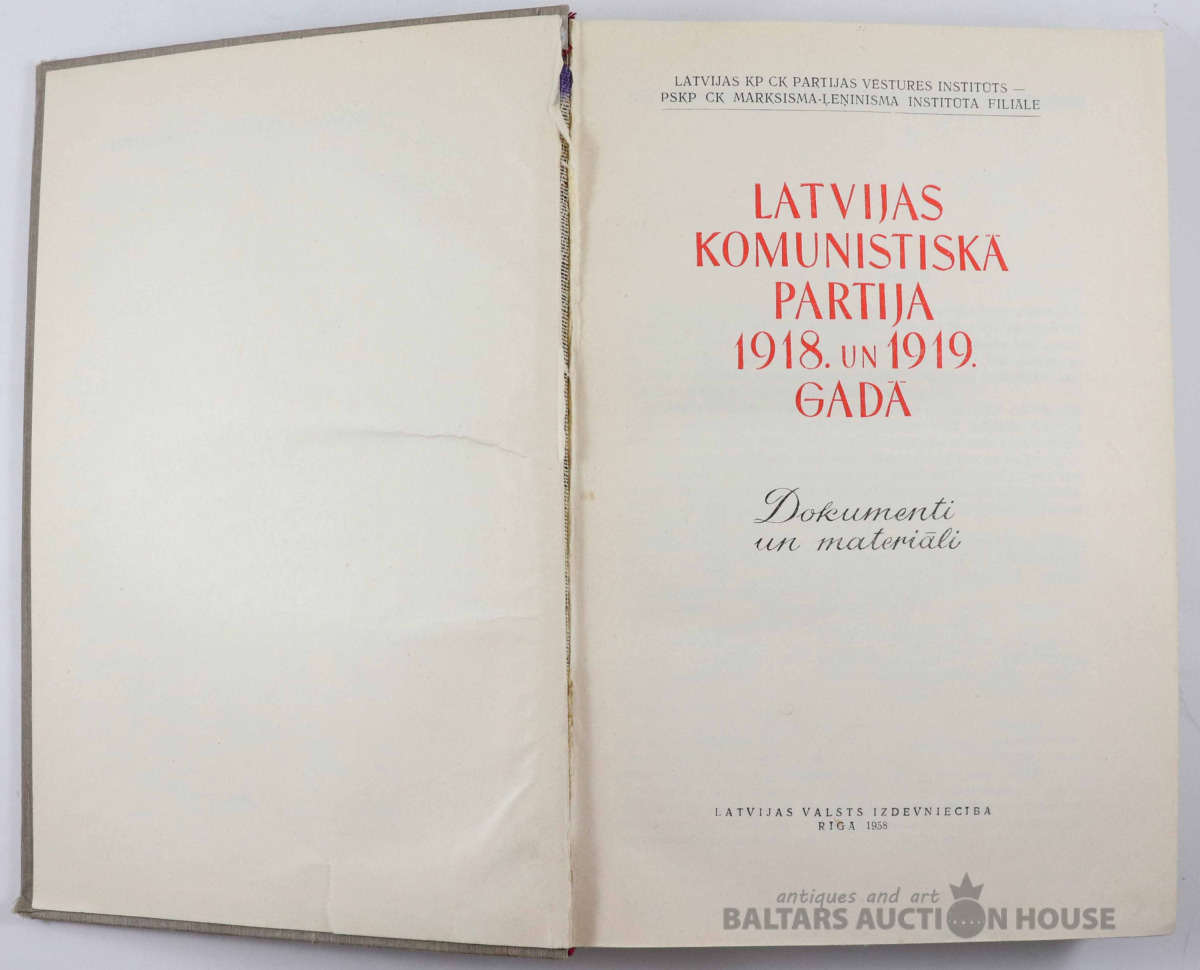 LATVIJAS KP CK PARTIJAS VĒSTURES INSTITŪTS —
PSKP CK MARKSISMA-ĻEŅINISMA INSTITŪTA FILIĀLE
LATVIJAS
KOMUNISTISKĀ
PARTIJA
1918. UN 1919.
GADĀ
Dokumenti
un materiāli
LATVIJAS VALSTS IZDEVNIECĪBA
RĪGĀ 1958
antiques and art
BALTARS AUCTION HOUSE